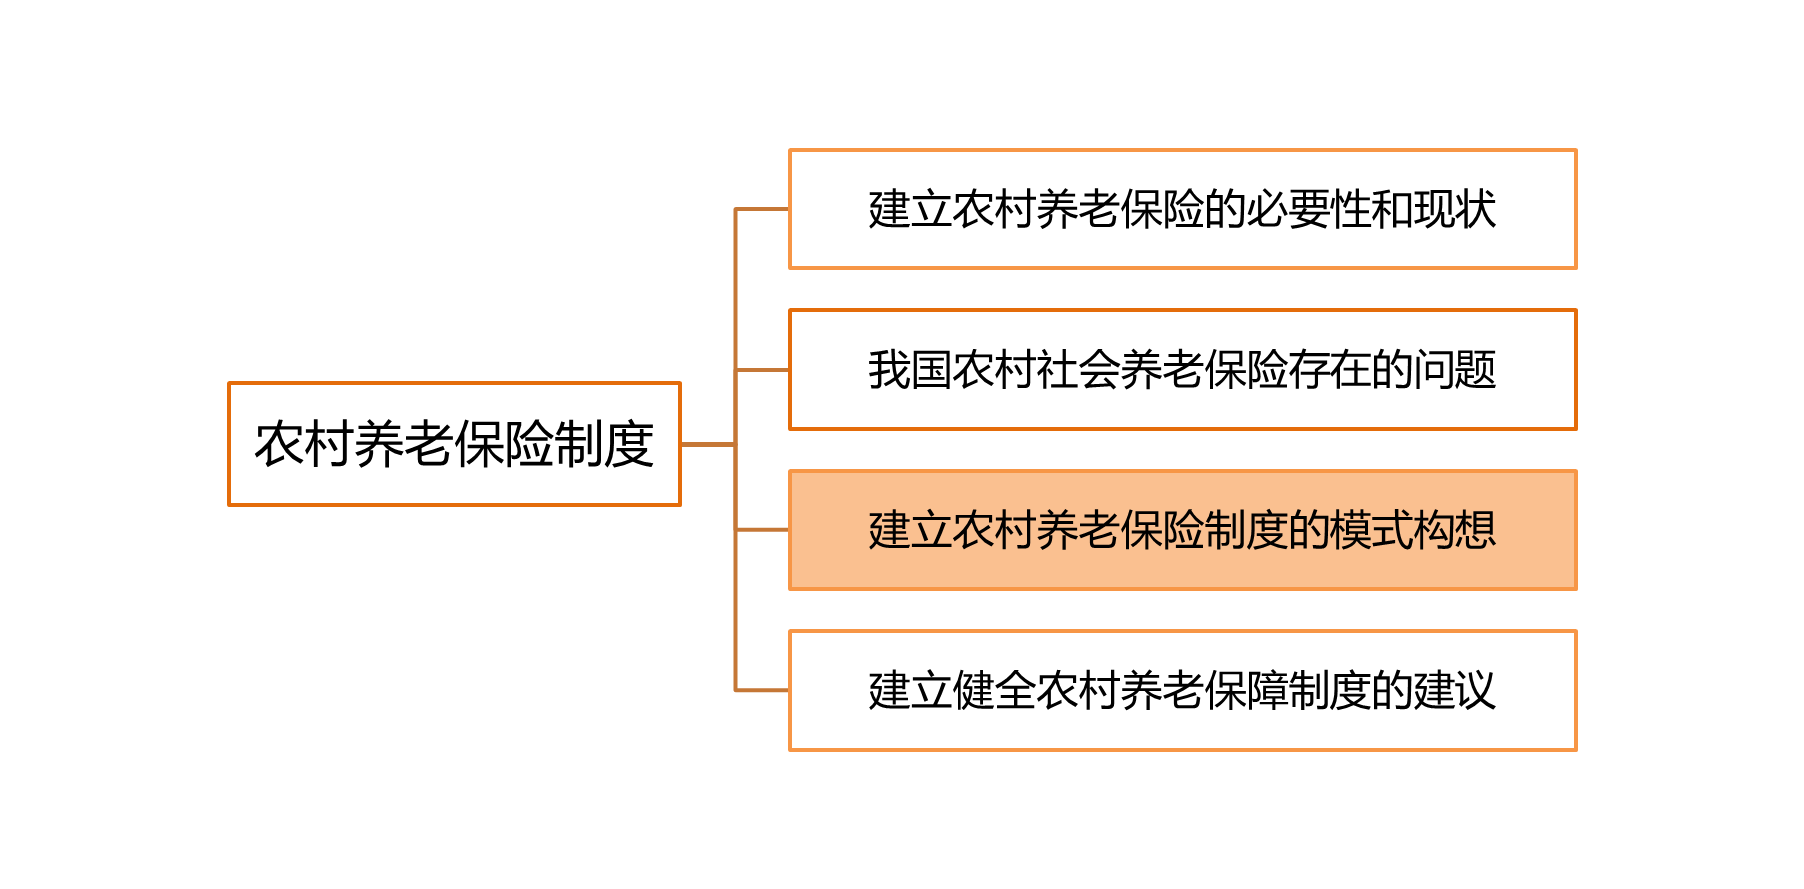 建立农村养老保险的必要性和现状
我国农村社会养老保险存在的问题
农村养老保险制度
建立农村养老保险制度的模式构想
建立健全农村养老保障制度的建议